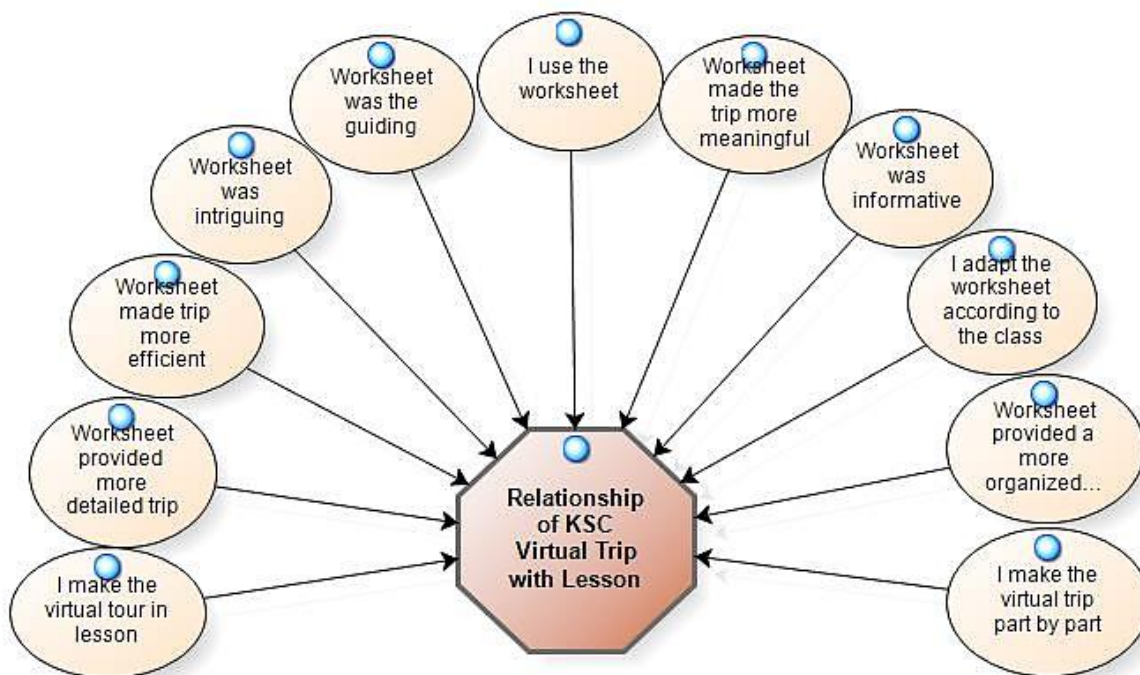 I use the
worksheet
Worksheet
was the
guiding
Worksheet
made the
trip more
meaningful
Worksheet
was
intriguing
Worksheet
was
informative
Worksheet
made trip
more
efficient
I adapt the
worksheet
according to
the class
Worksheet
provided
more
detailed trip
Worksheet
provided a
more
organized...
I make the
virtual tour in
lesson
I make the
virtual trip
part by part
Relationship
of KSC
Virtual Trip
with Lesson